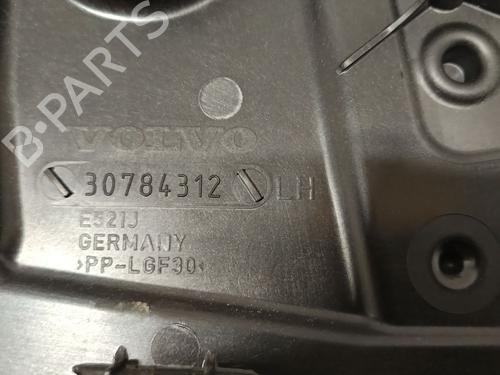 B-PARTS
VOLVO
30784312 LH
E521J
GERMANY
>PP-LGF30<